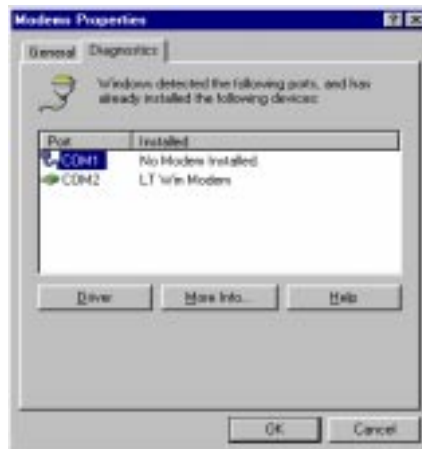 Modems Properties
General Diagnostics
Windows detected the following ports, and has
already installed the following devices:
Port Installed
COM1 No Modem Installed.
COM2 LT Win Modem
Driver More Info... Help
OK Cancel